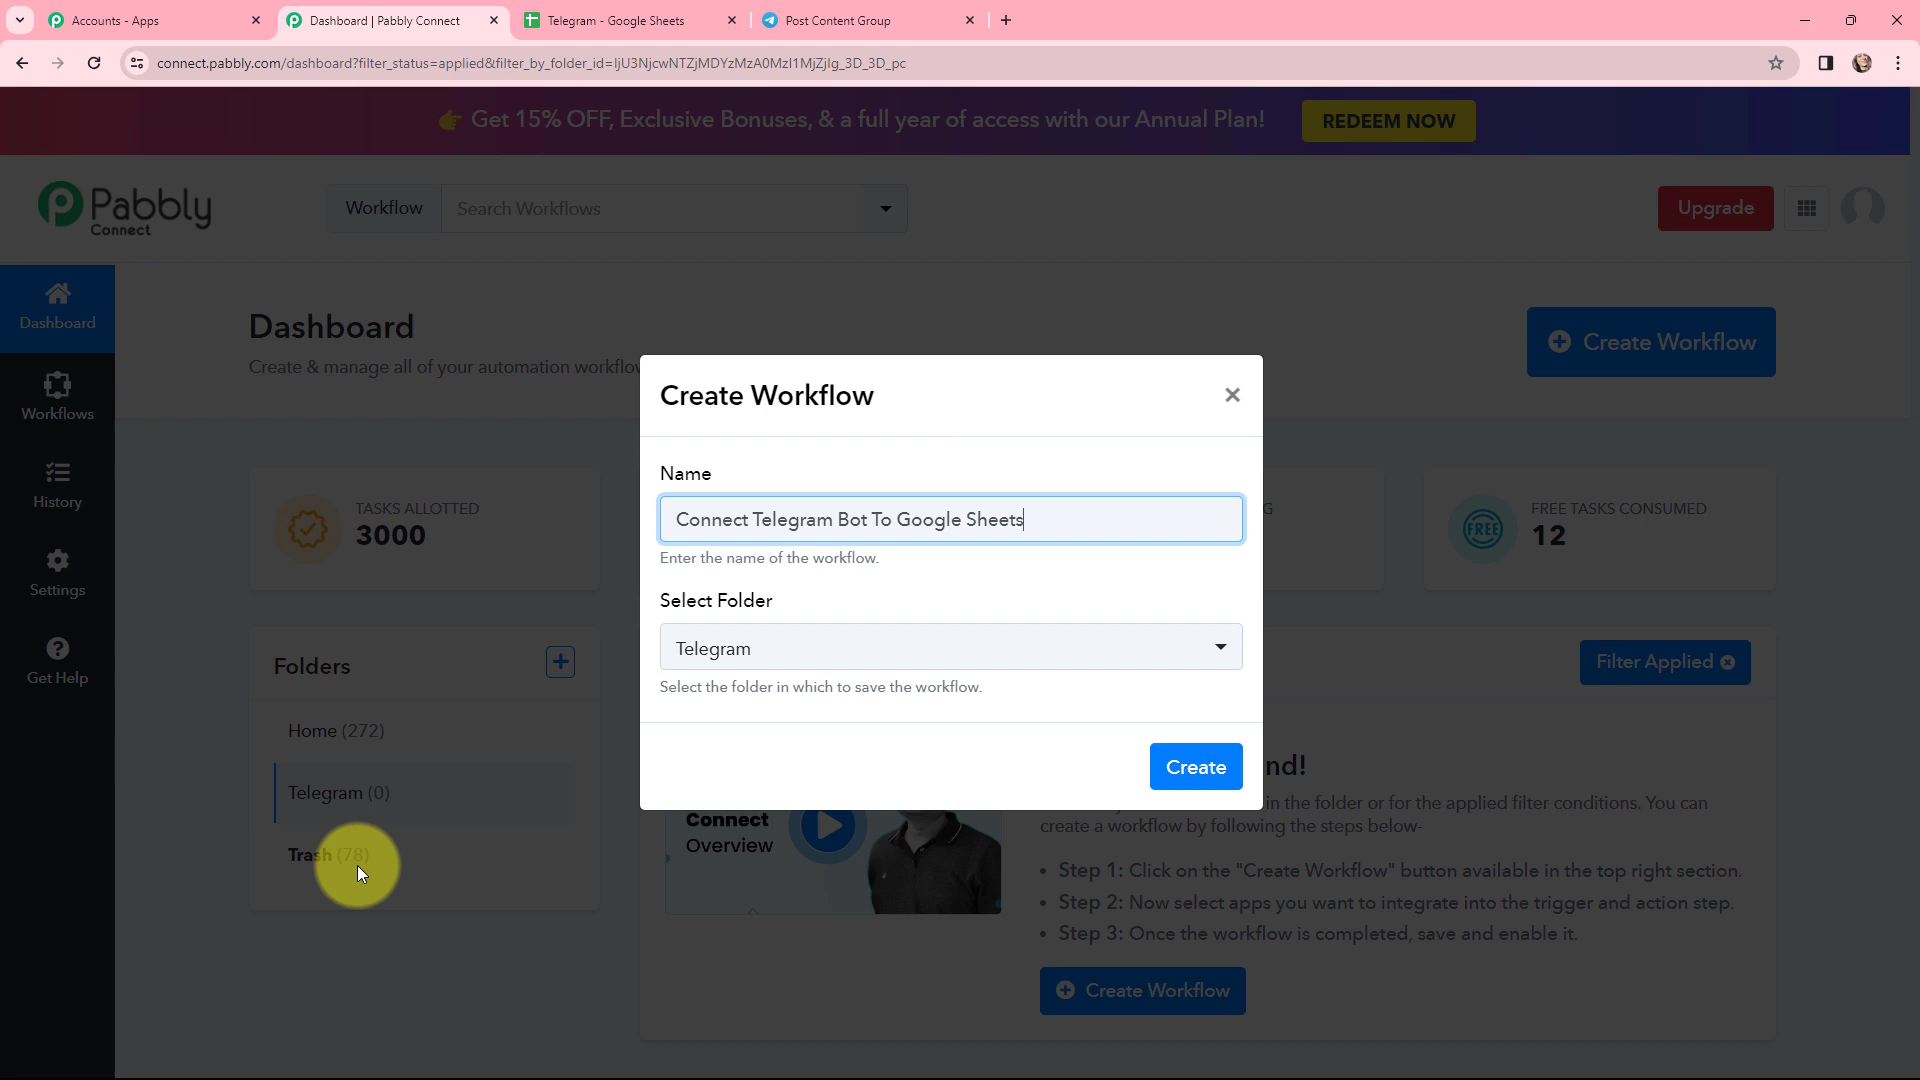 Accounts - Apps
Dashboard | Pabbly Connect
Telegram - Google Sheets
Post Content Group
connect.pabbly.com/dashboard?filter_status=applied&filter_by_folder_id=IjU3NjcwNTZjMDYzMzA0MzI1MjZjIg_3D_3D_pc
👉 Get 15% OFF, Exclusive Bonuses, & a full year of access with our Annual Plan!
REDEEM NOW
Pabbly
Connect
Workflow
Search Workflows
Upgrade
Dashboard
Workflows
History
Settings
Get Help
Dashboard
Create & manage all of your automation workflow
Create Workflow
TASKS ALLOTTED
3000
G
FREE
FREE TASKS CONSUMED
12
Folders
Home (272)
Telegram (0)
Trash (78)
Create Workflow
Name
Connect Telegram Bot To Google Sheets
Enter the name of the workflow.
Select Folder
Telegram
Select the folder in which to save the workflow.
Create
Filter Applied
Connect
Overview
nd!
in the folder or for the applied filter conditions. You can
create a workflow by following the steps below-
• Step 1: Click on the "Create Workflow" button available in the top right section.
• Step 2: Now select apps you want to integrate into the trigger and action step.
• Step 3: Once the workflow is completed, save and enable it.
Create Workflow